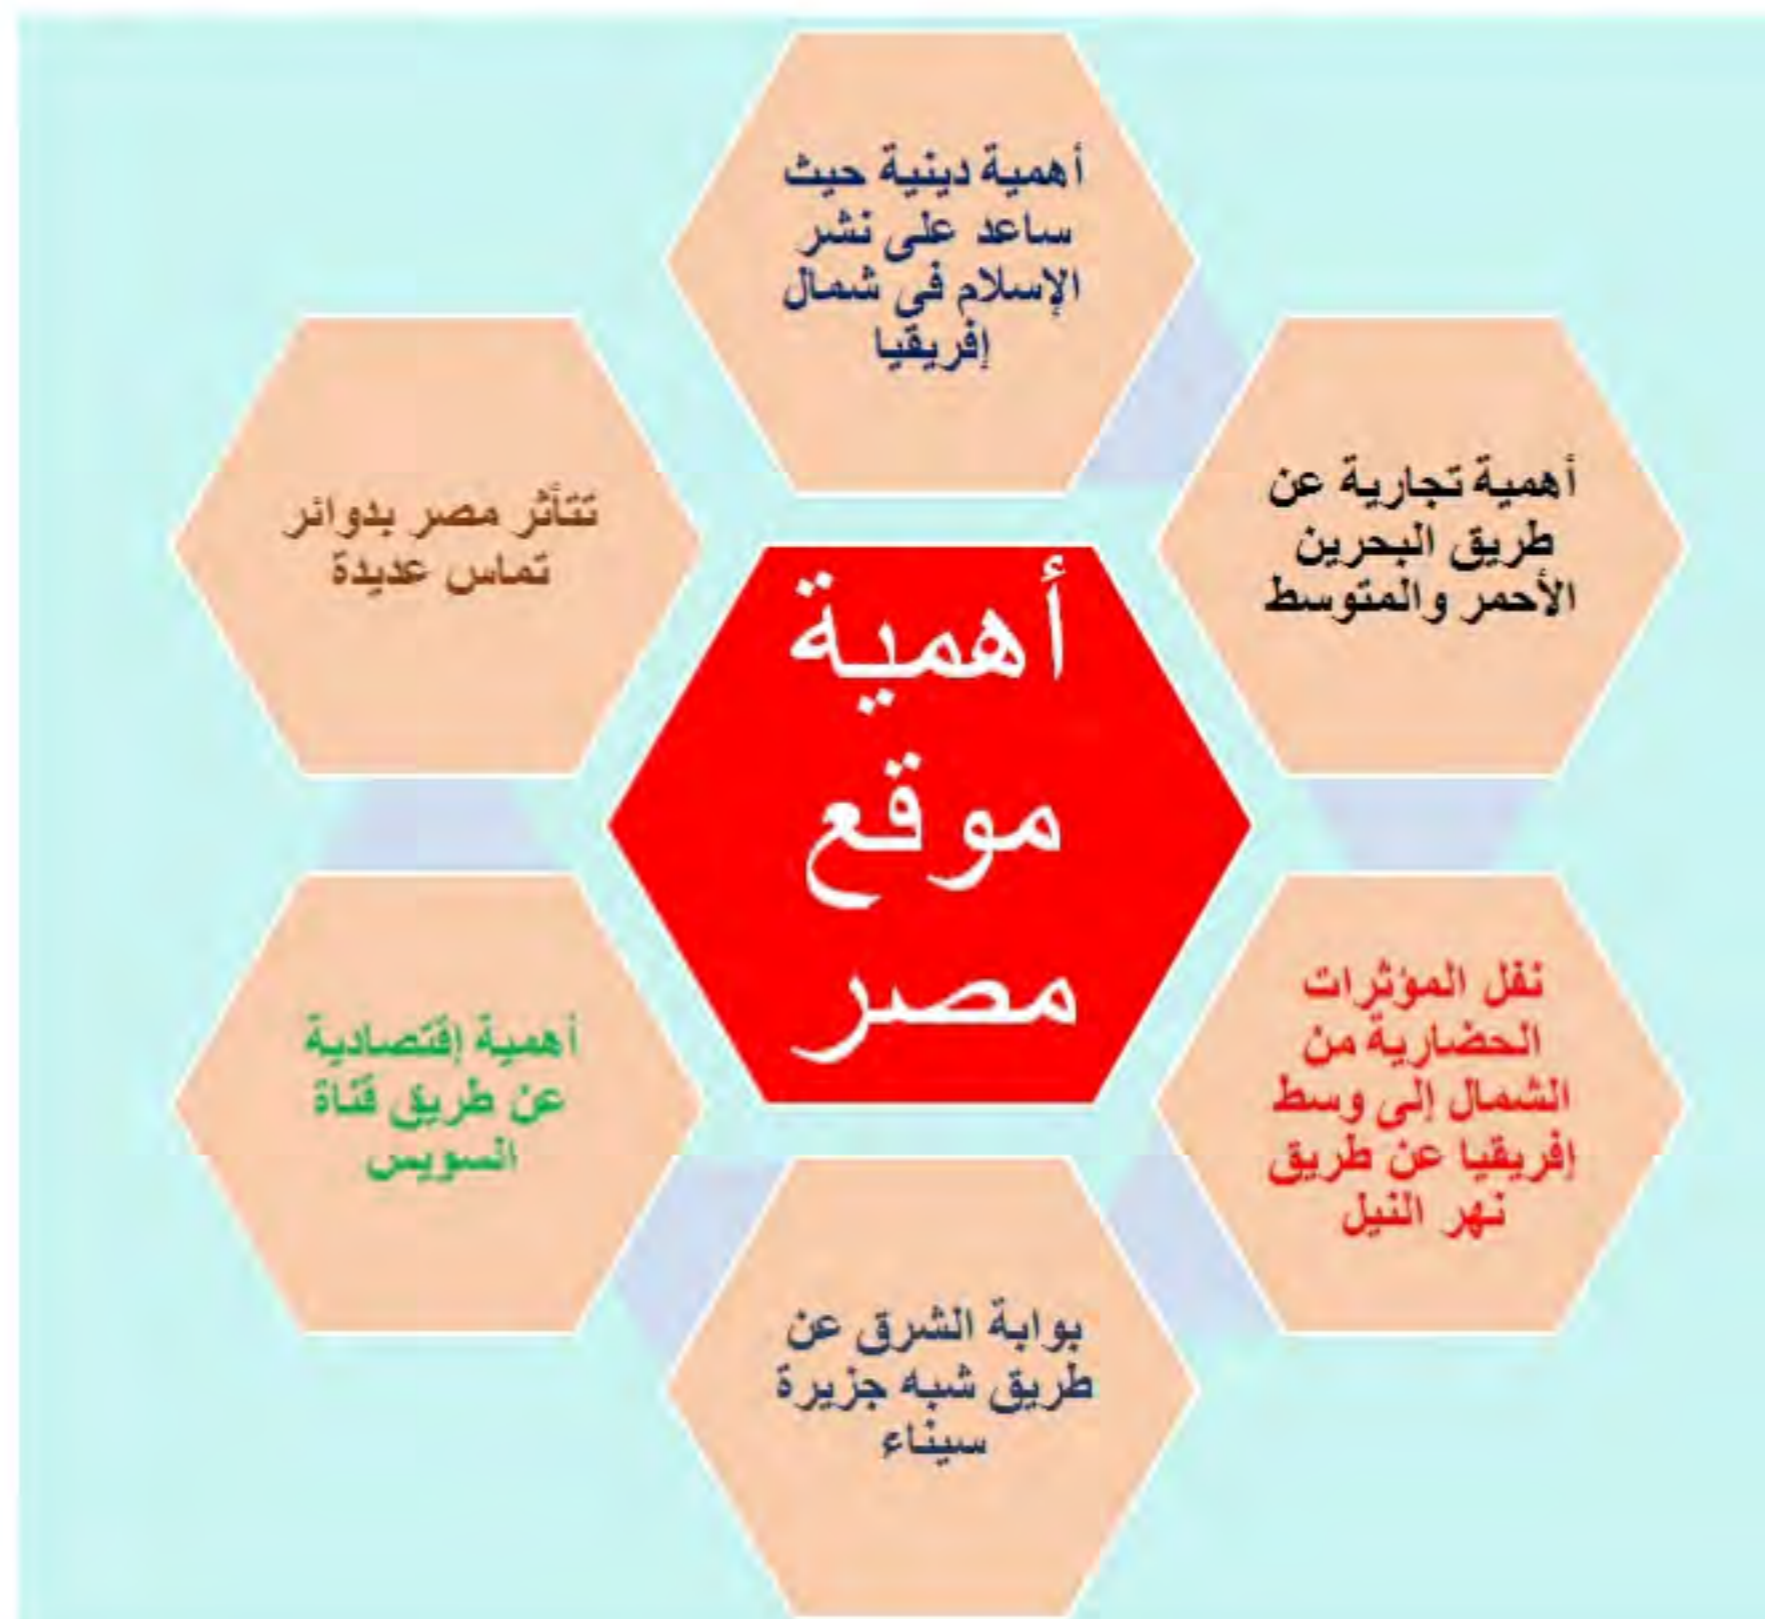 أهمية دينية حيث
ساعد على نشر
الإسلام فى شمال
إفريقيا
أهمية تجارية عن
طريق البحرين
الأحمر والمتوسط
نقل المؤثرات
الحضارية من
الشمال إلى وسط
إفريقيا عن طريق
نهر النيل
بوابة الشرق عن
طريق شبه جزيرة
سيناء
أهمية إقتصادية
عن طريق قناة
السويس
تتأثر مصر بدوائر
تماس عديدة
أهمية
موقع
مصر